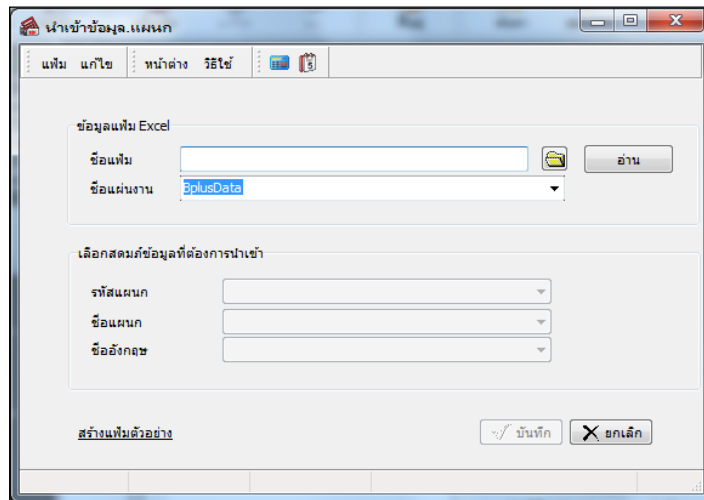 นำเข้าข้อมูล.แผนก
แฟ้ม แก้ไข หน้าต่าง วิธีใช้
ข้อมูลแฟ้ม Excel
ชื่อแฟ้ม อ่าน
ชื่อแผ่นงาน BplusData
เลือกสดมภ์ข้อมูลที่ต้องการนำเข้า
รหัสแผนก
ชื่อแผนก
ชื่ออังกฤษ
สร้างแฟ้มตัวอย่าง บันทึก ยกเลิก